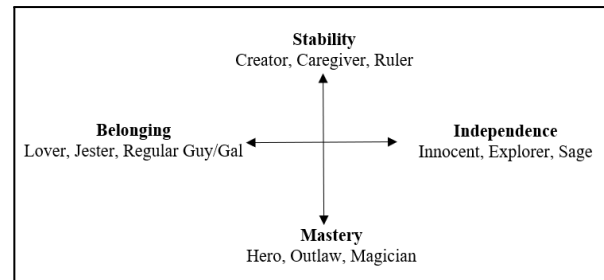 Stability
Creator, Caregiver, Ruler
Belonging
Lover, Jester, Regular Guy/Gal
Independence
Innocent, Explorer, Sage
Mastery
Hero, Outlaw, Magician